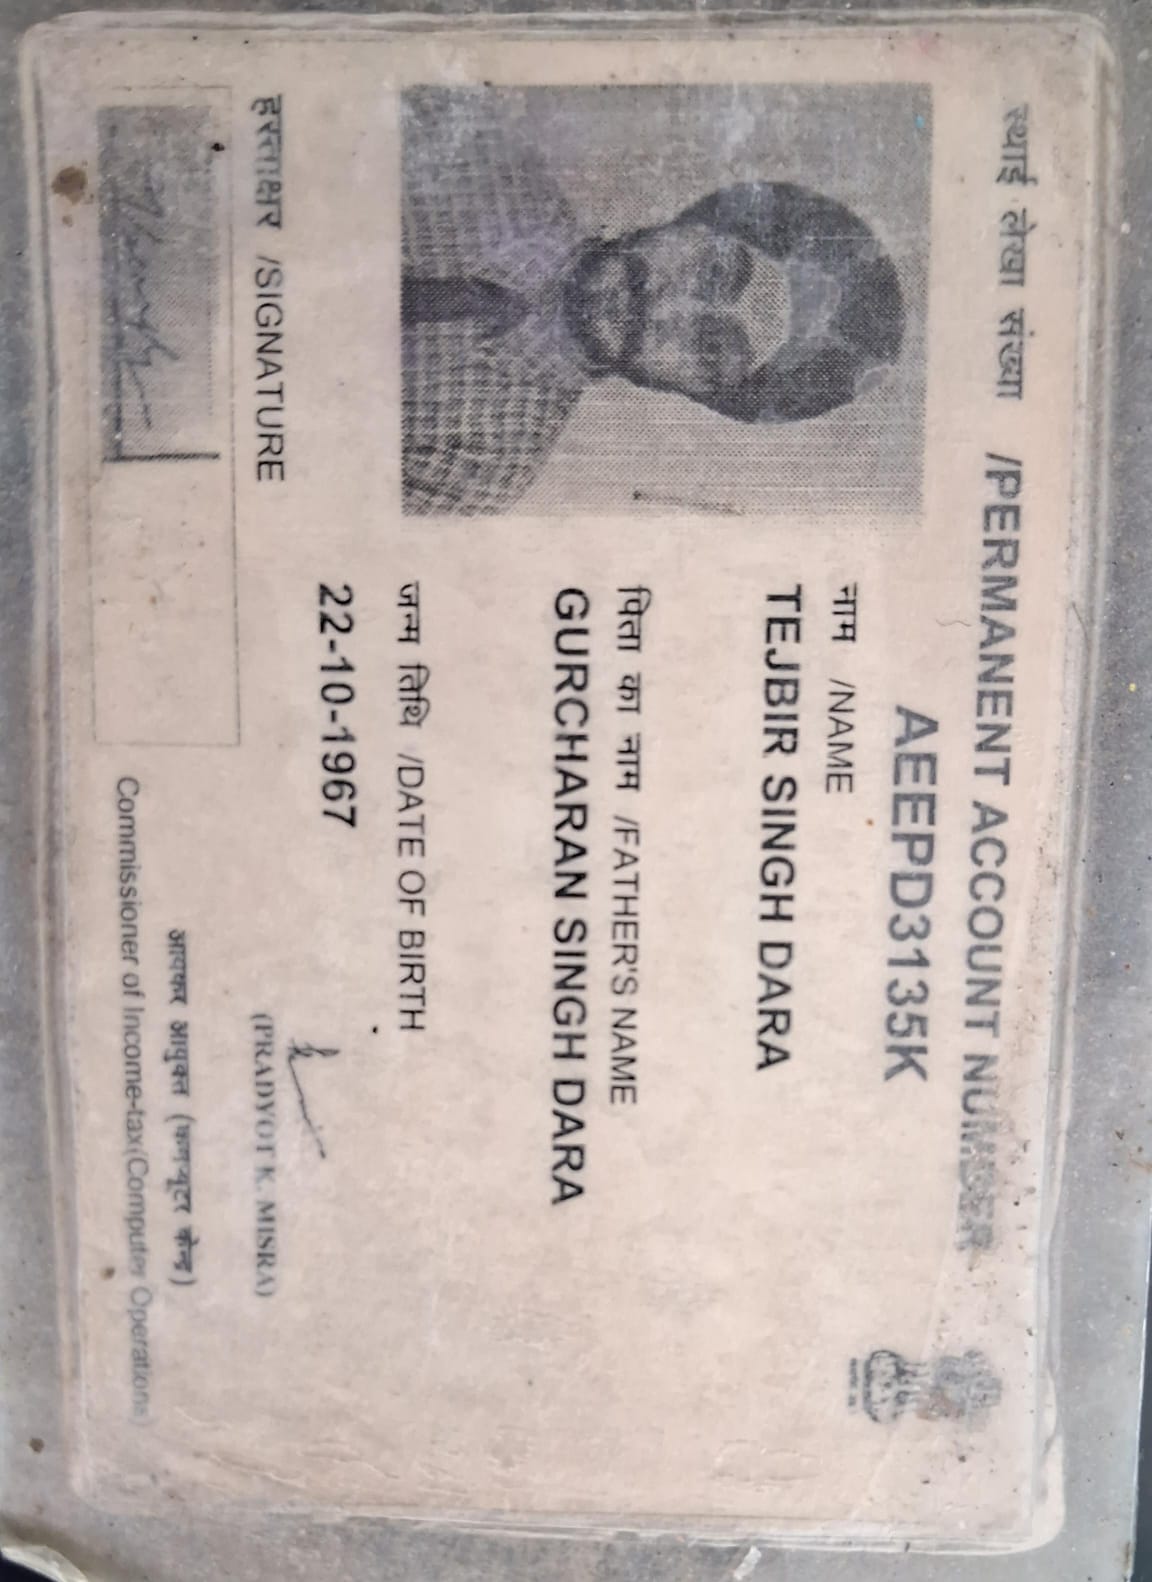 स्थाई लेखा संख्या /PERMANENT ACCOUNT NUMBER
AEEPD3135K
नाम /NAME
TEJBIR SINGH DARA
पिता का नाम /FATHER'S NAME
GURCHARAN SINGH DARA
जन्म तिथि /DATE OF BIRTH
22-10-1967
हस्ताक्षर /SIGNATURE
(PRADYOT K. MISRA)
आयकर आयुक्त (कम्प्यूटर केन्द्र)
Commissioner of Income-tax(Computer Operations)